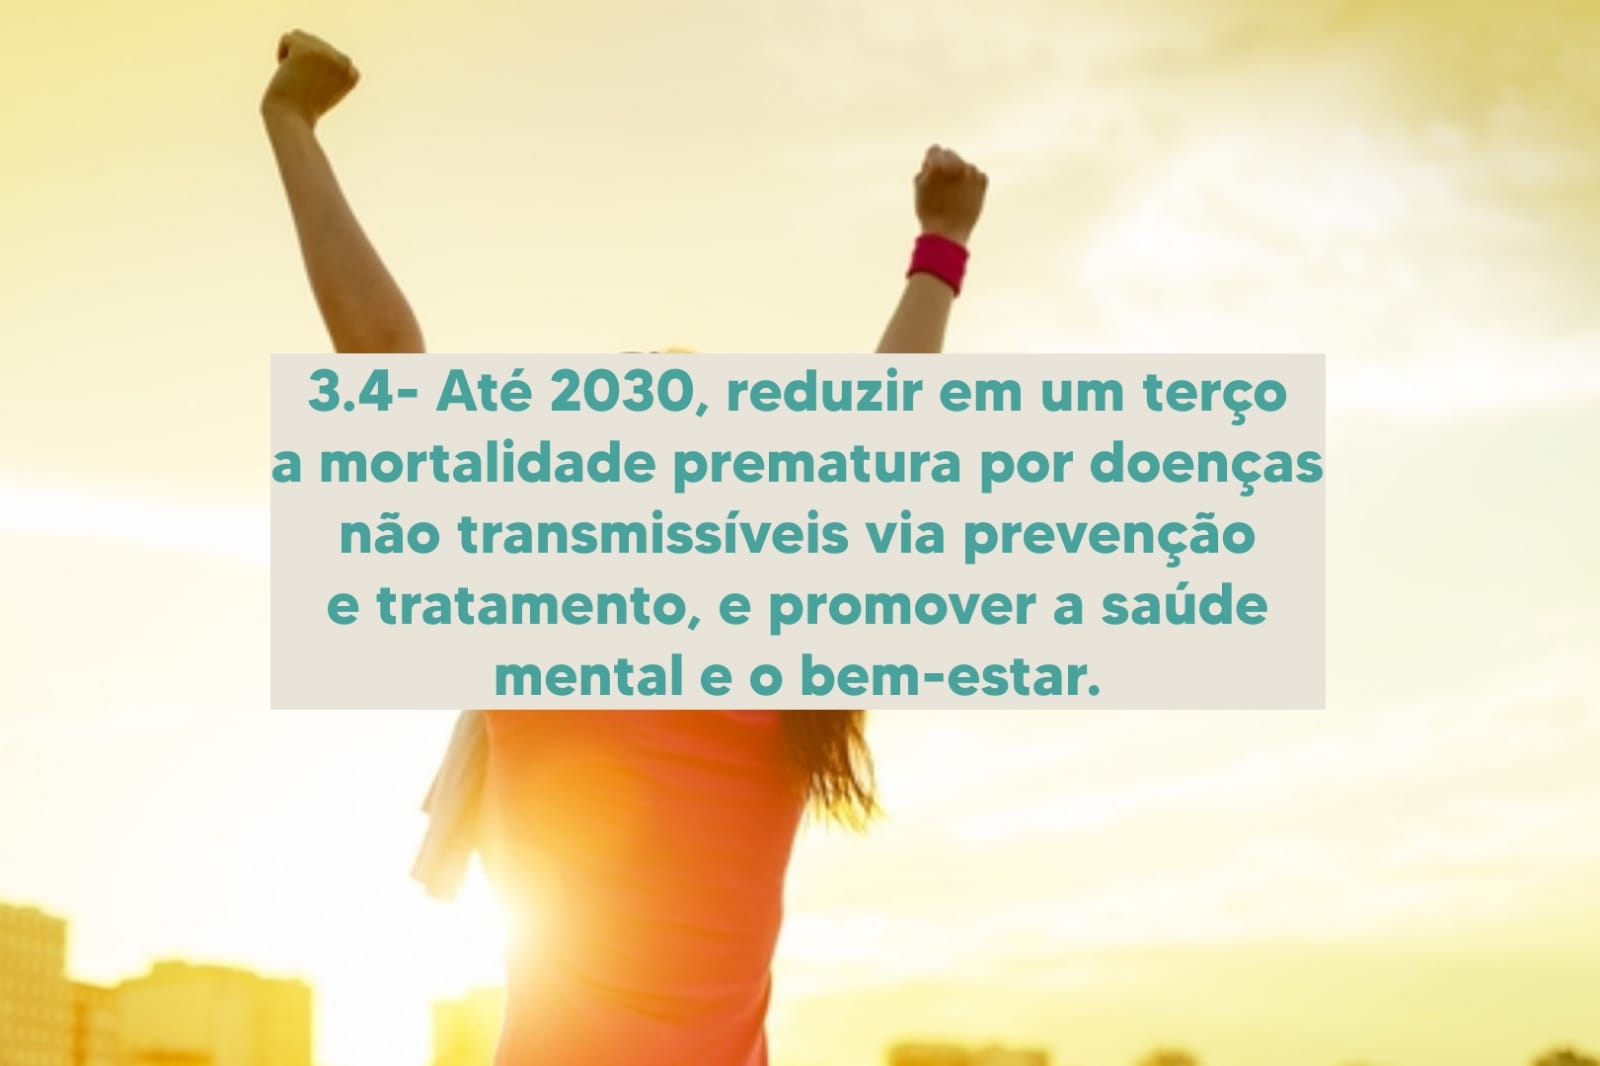 3.4- Até 2030, reduzir em um terço
a mortalidade prematura por doenças
não transmissíveis via prevenção
e tratamento, e promover a saúde
mental e o bem-estar.